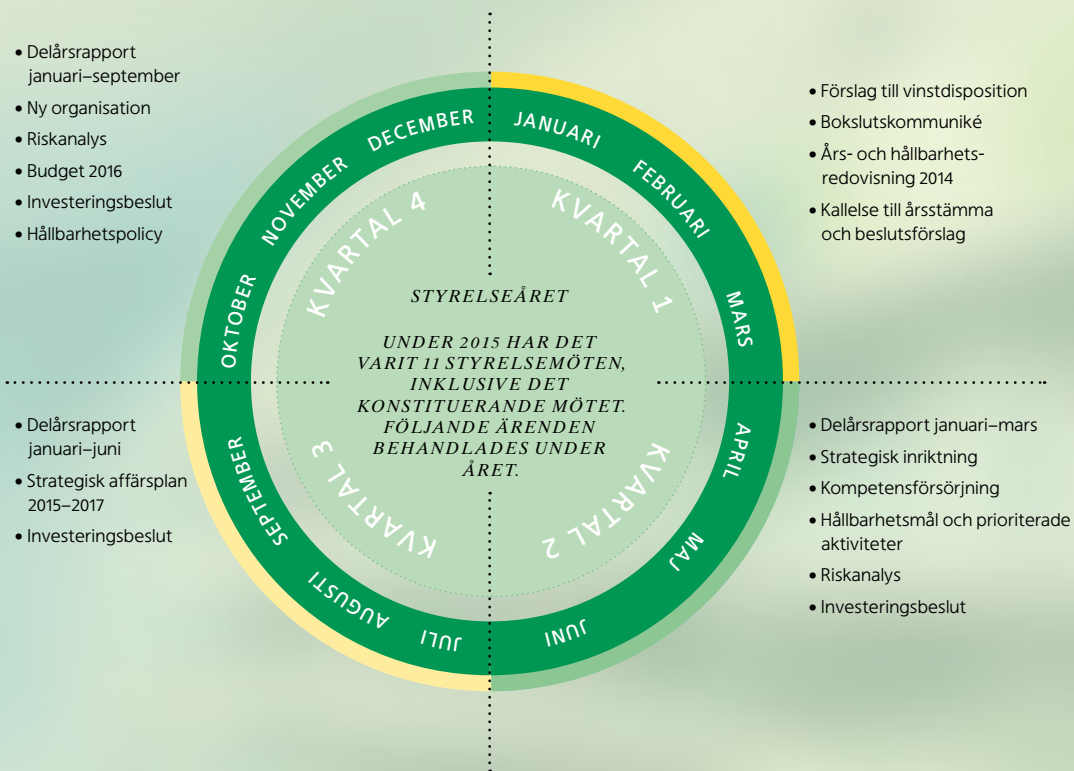 • Delårsrapport
januari–september
• Ny organisation
• Riskanalys
• Budget 2016
• Investeringsbeslut
• Hållbarhetspolicy
• Förslag till vinstdisposition
• Bokslutskommuniké
• Års- och hållbarhets-
redovisning 2014
• Kallelse till årsstämma
och beslutsförslag
JANUARI
FEBRUARI
MARS
APRIL
MAJ
JUNI
JULI
AUGUSTI
SEPTEMBER
OKTOBER
NOVEMBER
DECEMBER
KVARTAL 1
KVARTAL 2
KVARTAL 3
KVARTAL 4
STYRELSEÅRET
UNDER 2015 HAR DET
VARIT 11 STYRELSEMÖTEN,
INKLUSIVE DET
KONSTITUERANDE MÖTET.
FÖLJANDE ÄRENDEN
BEHANDLADES UNDER
ÅRET.
• Delårsrapport
januari–juni
• Strategisk affärsplan
2015–2017
• Investeringsbeslut
• Delårsrapport januari–mars
• Strategisk inriktning
• Kompetensförsörjning
• Hållbarhetsmål och prioriterade
aktiviteter
• Riskanalys
• Investeringsbeslut